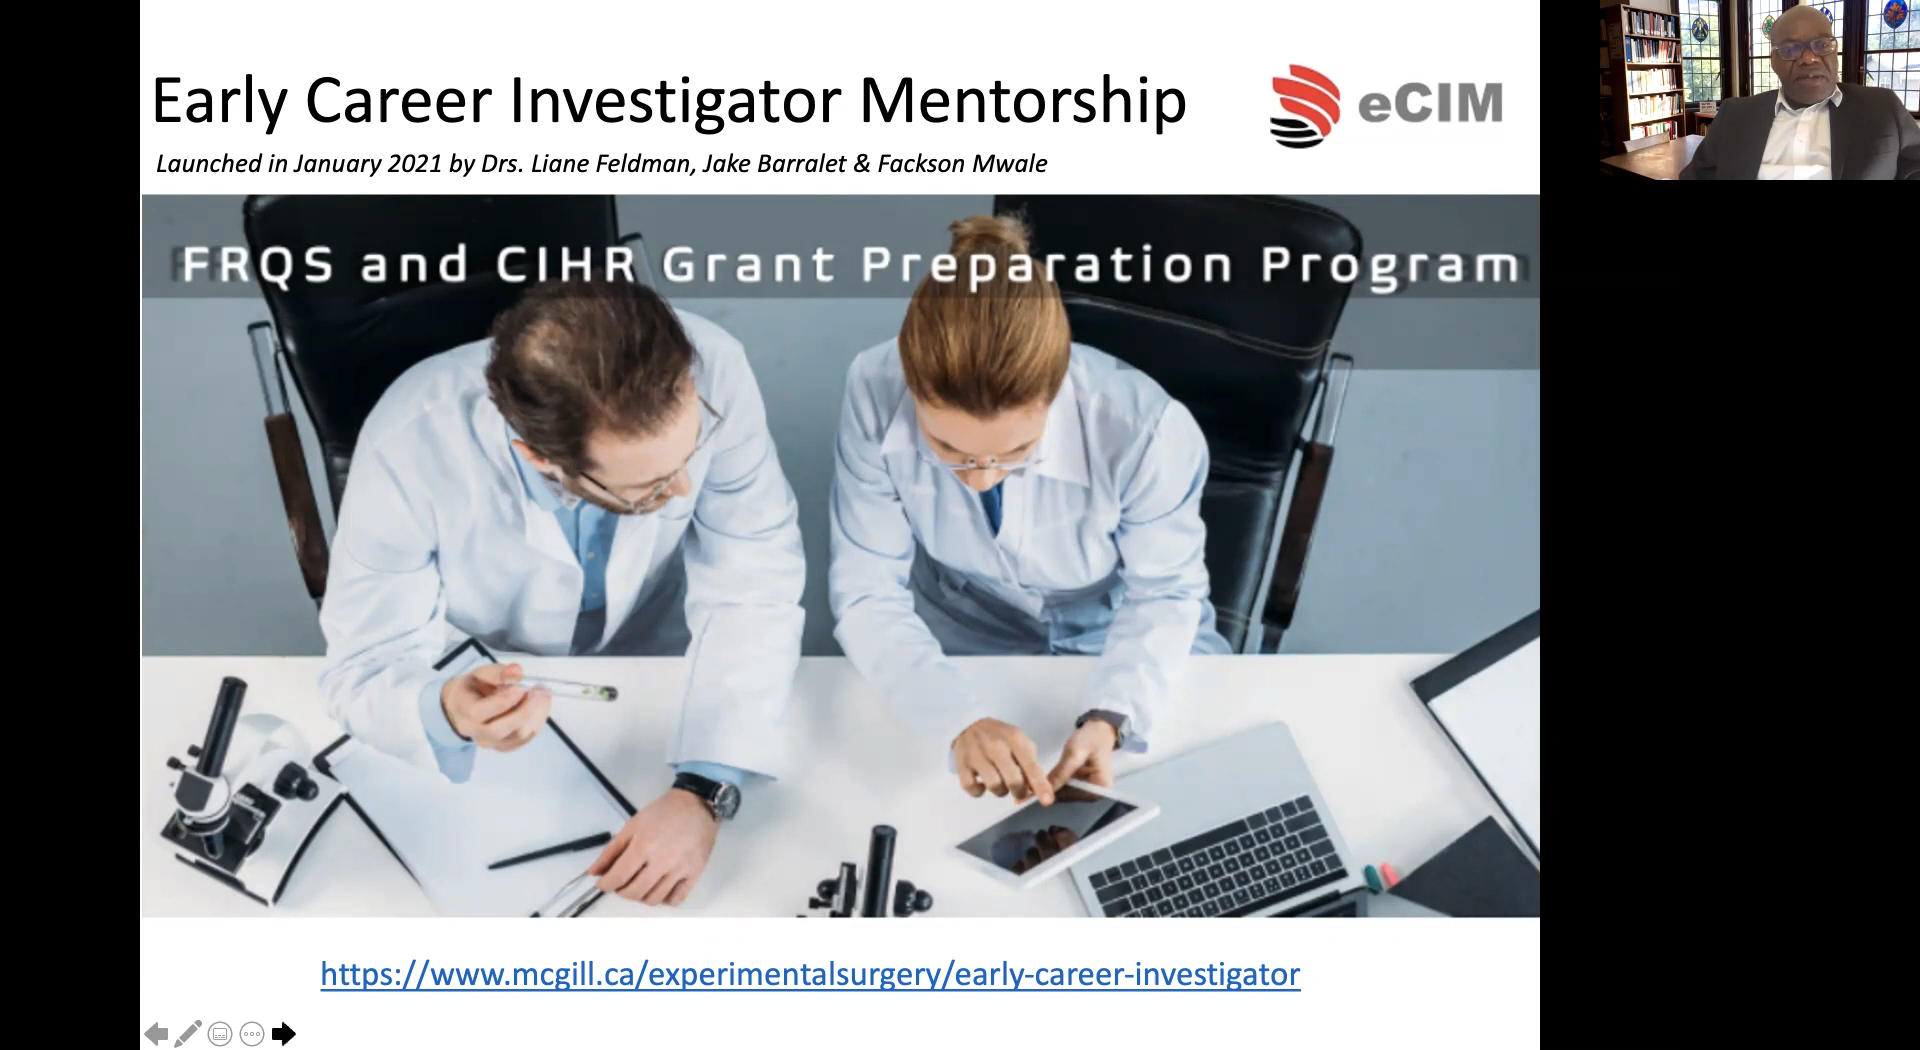 Early Career Investigator Mentorship
eCIM
Launched in January 2021 by Drs. Liane Feldman, Jake Barralet & Fackson Mwale
FRQS and CIHR Grant Preparation Program
https://www.mcgill.ca/experimentalsurgery/early-career-investigator